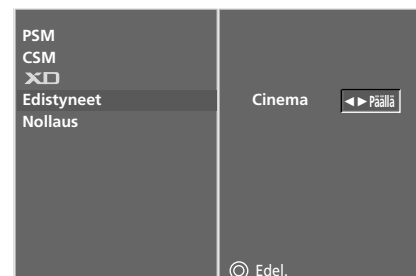 PSM
CSM
XD
Edistyneet
Nollaus
Cinema ◄► Päällä
Edel.